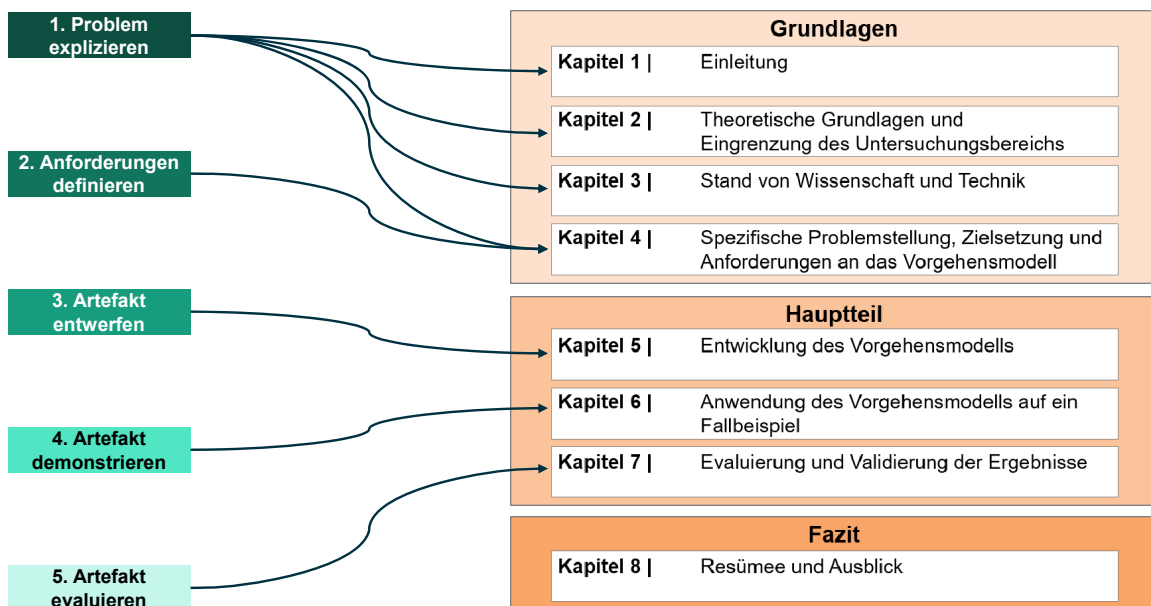 1. Problem
explizieren
2. Anforderungen
definieren
3. Artefakt
entwerfen
4. Artefakt
demonstrieren
5. Artefakt
evaluieren
Grundlagen
Kapitel 1 | Einleitung
Kapitel 2 | Theoretische Grundlagen und
Eingrenzung des Untersuchungsbereichs
Kapitel 3 | Stand von Wissenschaft und Technik
Kapitel 4 | Spezifische Problemstellung, Zielsetzung und
Anforderungen an das Vorgehensmodell
Hauptteil
Kapitel 5 | Entwicklung des Vorgehensmodells
Kapitel 6 | Anwendung des Vorgehensmodells auf ein
Fallbeispiel
Kapitel 7 | Evaluierung und Validierung der Ergebnisse
Fazit
Kapitel 8 | Resümee und Ausblick